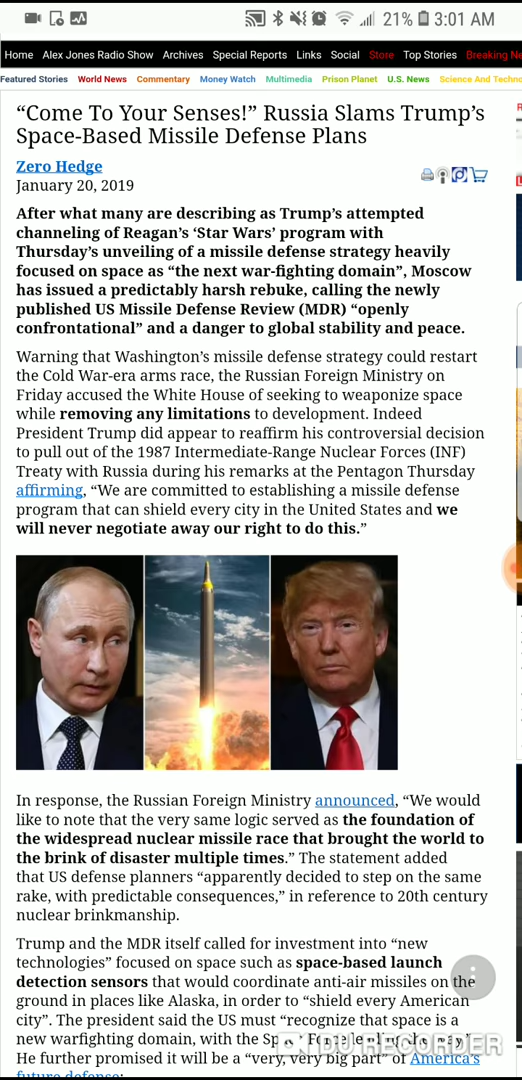 21% 3:01 AM
Home Alex Jones Radio Show Archives Special Reports Links Social Store Top Stories Breaking Ne
Featured Stories World News Commentary Money Watch Multimedia Prison Planet U.S. News Science And Techno
“Come To Your Senses!” Russia Slams Trump’s
Space-Based Missile Defense Plans
Zero Hedge
January 20, 2019
After what many are describing as Trump’s attempted
channeling of Reagan’s ‘Star Wars’ program with
Thursday’s unveiling of a missile defense strategy heavily
focused on space as “the next war-fighting domain”, Moscow
has issued a predictably harsh rebuke, calling the newly
published US Missile Defense Review (MDR) “openly
confrontational” and a danger to global stability and peace.
Warning that Washington’s missile defense strategy could restart
the Cold War-era arms race, the Russian Foreign Ministry on
Friday accused the White House of seeking to weaponize space
while removing any limitations to development. Indeed
President Trump did appear to reaffirm his controversial decision
to pull out of the 1987 Intermediate-Range Nuclear Forces (INF)
Treaty with Russia during his remarks at the Pentagon Thursday
affirming, “We are committed to establishing a missile defense
program that can shield every city in the United States and we
will never negotiate away our right to do this.”
In response, the Russian Foreign Ministry announced, “We would
like to note that the very same logic served as the foundation of
the widespread nuclear missile race that brought the world to
the brink of disaster multiple times.” The statement added
that US defense planners “apparently decided to step on the same
rake, with predictable consequences,” in reference to 20th century
nuclear brinkmanship.
Trump and the MDR itself called for investment into “new
technologies” focused on space such as space-based launch
detection sensors that would coordinate anti-air missiles on the
ground in places like Alaska, in order to “shield every American
city”. The president said the US must “recognize that space is a
new warfighting domain, with the Space Force leading the way.”
DU RECORDER
He further promised it will be a “very, very big part” of America’s
future defense: